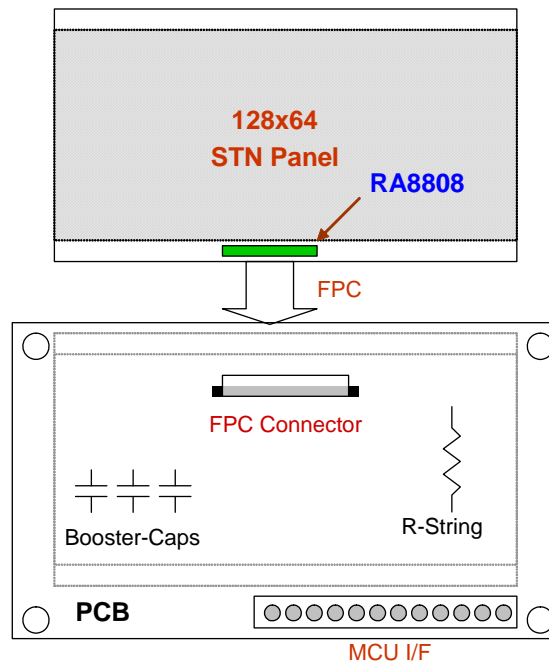 128x64
STN Panel
RA8808
FPC
FPC Connector
Booster-Caps
R-String
PCB
MCU I/F